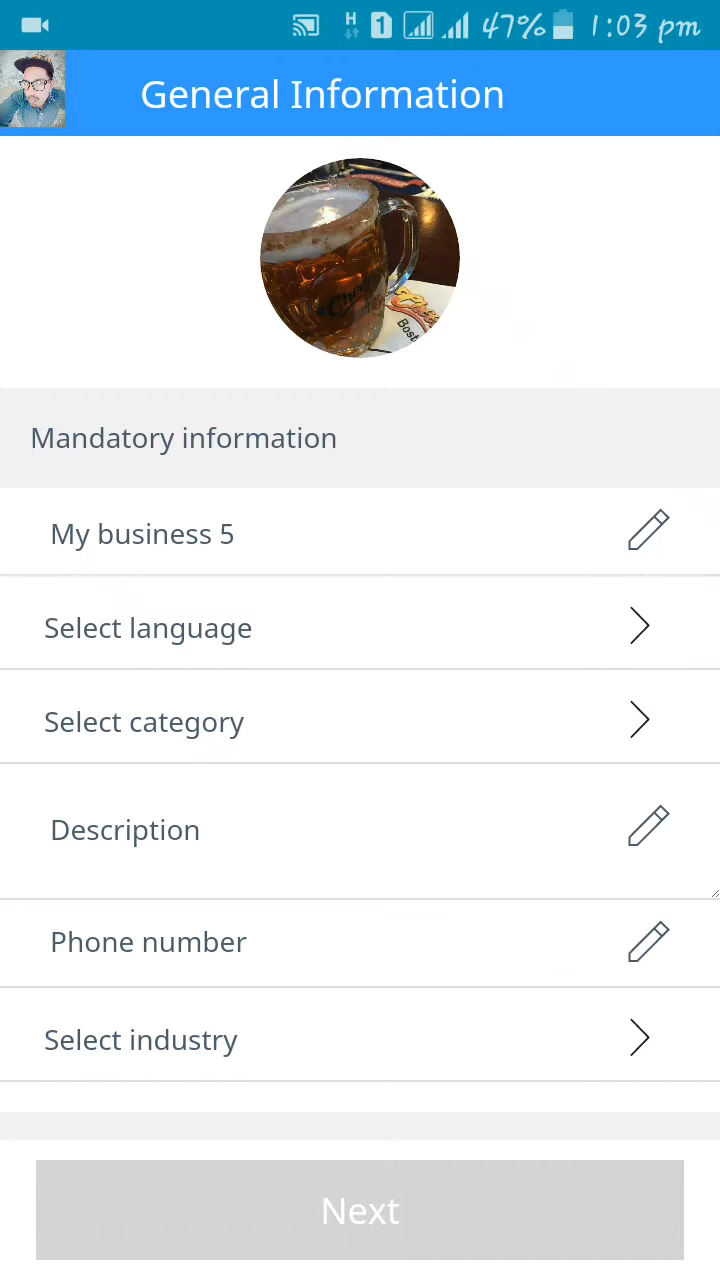 H 1 47% 1:03 pm
General Information
Mandatory information
My business 5
Select language
Select category
Description
Phone number
Select industry
Next